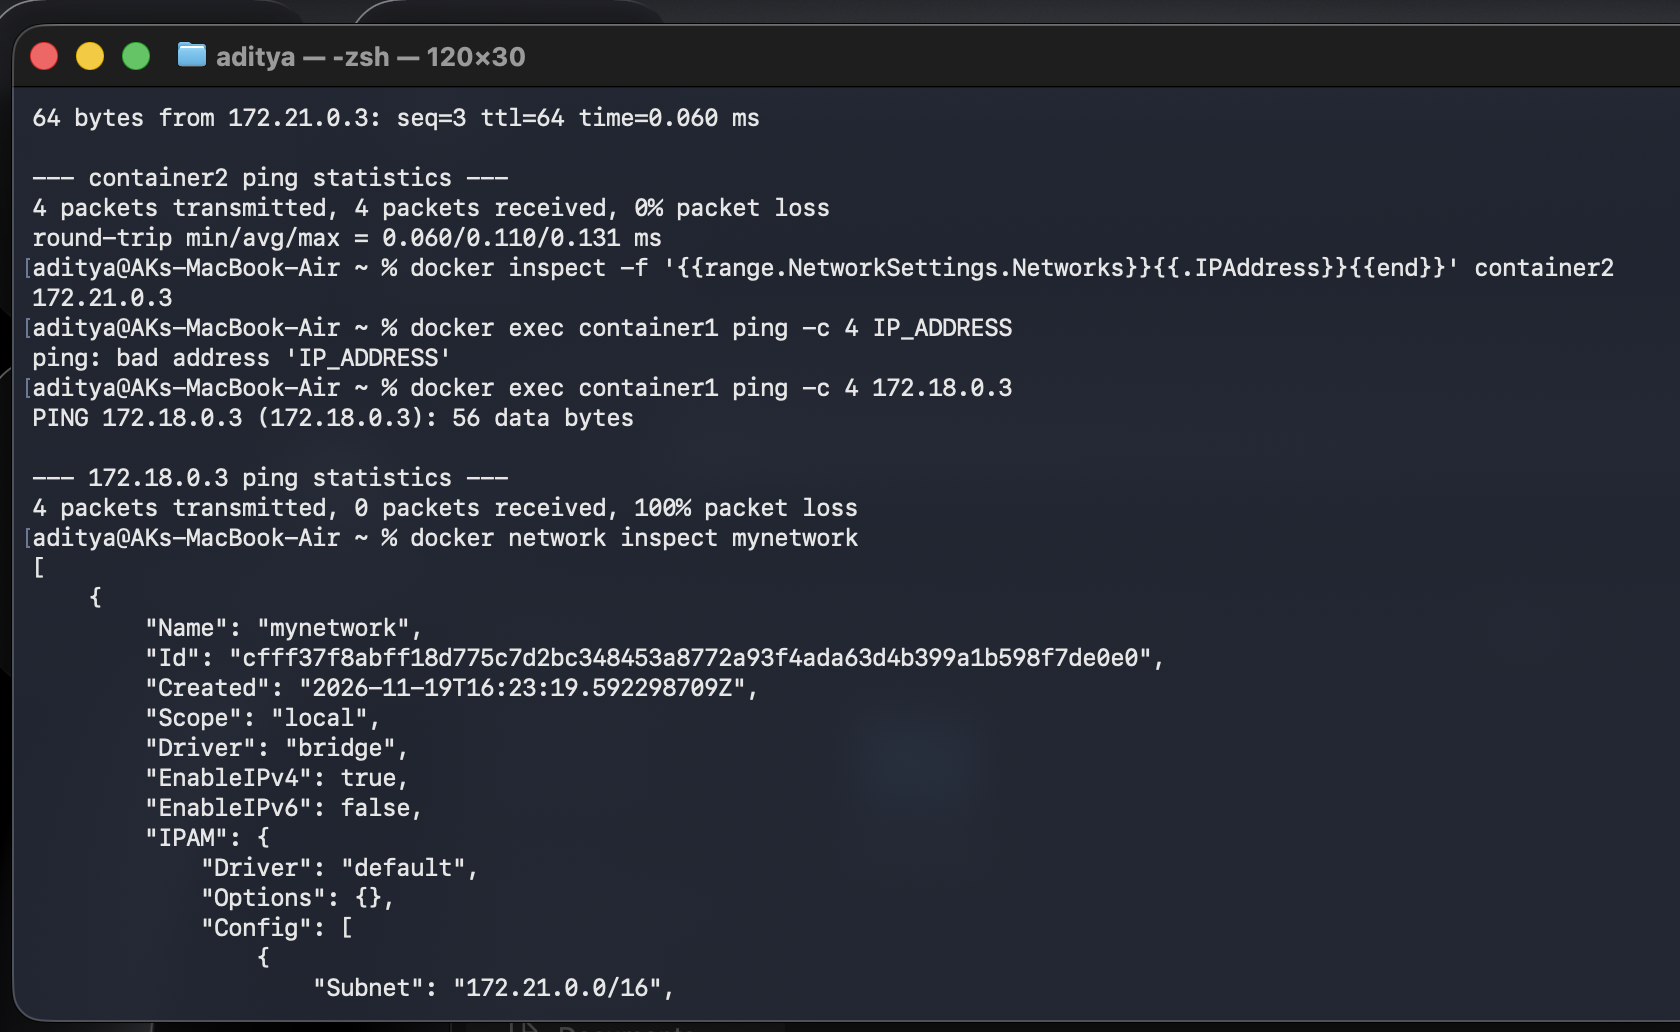 aditya — -zsh — 120×30
64 bytes from 172.21.0.3: seq=3 ttl=64 time=0.060 ms
--- container2 ping statistics ---
4 packets transmitted, 4 packets received, 0% packet loss
round-trip min/avg/max = 0.060/0.110/0.131 ms
[aditya@AKs-MacBook-Air ~ % docker inspect -f '{{range.NetworkSettings.Networks}}{{.IPAddress}}{{end}}' container2
172.21.0.3
[aditya@AKs-MacBook-Air ~ % docker exec container1 ping -c 4 IP_ADDRESS
ping: bad address 'IP_ADDRESS'
[aditya@AKs-MacBook-Air ~ % docker exec container1 ping -c 4 172.18.0.3
PING 172.18.0.3 (172.18.0.3): 56 data bytes
--- 172.18.0.3 ping statistics ---
4 packets transmitted, 0 packets received, 100% packet loss
[aditya@AKs-MacBook-Air ~ % docker network inspect mynetwork
[
    {
        "Name": "mynetwork",
        "Id": "cfff37f8abff18d775c7d2bc348453a8772a93f4ada63d4b399a1b598f7de0e0",
        "Created": "2026-11-19T16:23:19.592298709Z",
        "Scope": "local",
        "Driver": "bridge",
        "EnableIPv4": true,
        "EnableIPv6": false,
        "IPAM": {
            "Driver": "default",
            "Options": {},
            "Config": [
                {
                    "Subnet": "172.21.0.0/16",